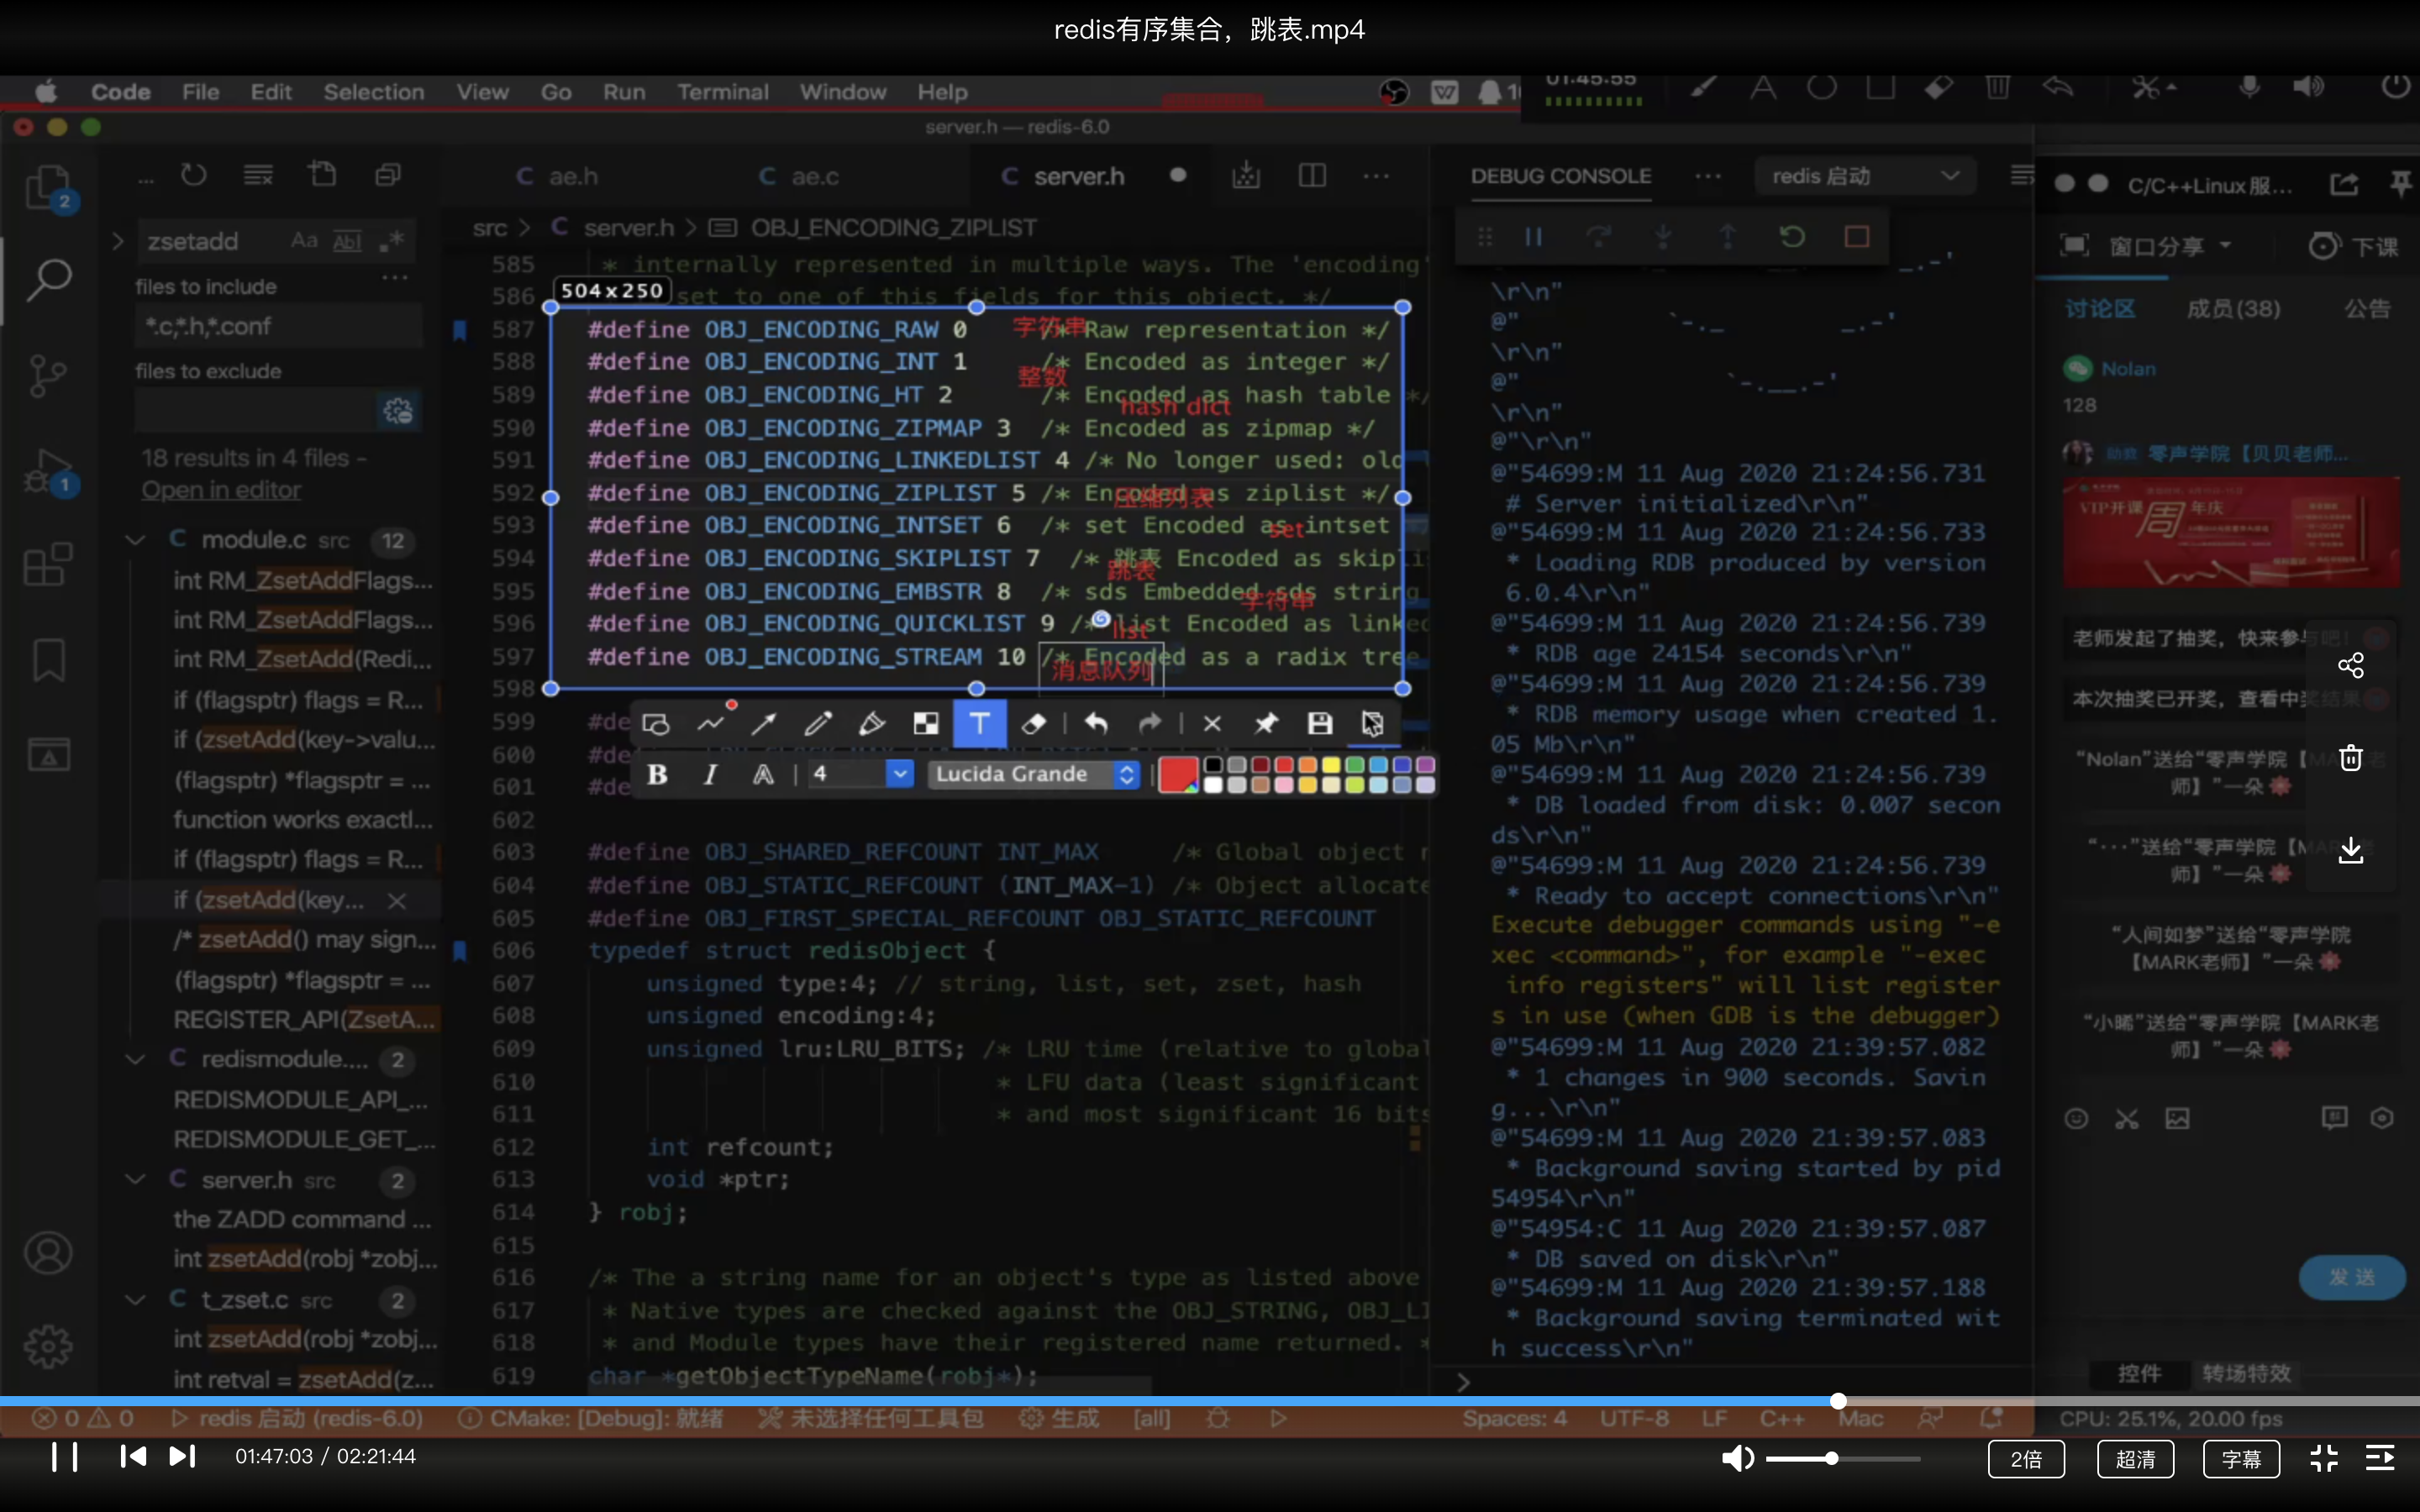 redis有序集合，跳表.mp4
Code File Edit Selection View Go Run Terminal Window Help
01:45:55
server.h — redis-6.0
ae.h
ae.c
server.h
DEBUG CONSOLE
redis 启动
C/C++Linux服...
src > C server.h > OBJ_ENCODING_ZIPLIST
窗口分享
下课
讨论区 成员(38) 公告
2
1
zsetadd
files to include
*.c,*.h,*.conf
files to exclude
18 results in 4 files -
Open in editor
module.c src 12
int RM_ZsetAddFlags...
int RM_ZsetAddFlags...
int RM_ZsetAdd(Redi...
if (flagsptr) flags = R...
if (zsetAdd(key->valu...
(flagsptr) *flagsptr = ...
function works exactl...
if (flagsptr) flags = R...
if (zsetAdd(key...
/* zsetAdd() may sign...
(flagsptr) *flagsptr = ...
REGISTER_API(ZsetA...
redismodule.... 2
REDISMODULE_API_...
REDISMODULE_GET_...
server.h src 2
the ZADD command ...
int zsetAdd(robj *zobj...
t_zset.c src 2
int zsetAdd(robj *zobj...
int retval = zsetAdd(z...
585 * internally represented in multiple ways. The 'encoding'
504x250
586 set to one of this fields for this object. */
587 #define OBJ_ENCODING_RAW 0 /* Raw representation */
字符串
588 #define OBJ_ENCODING_INT 1 /* Encoded as integer */
整数
589 #define OBJ_ENCODING_HT 2 /* Encoded as hash table */
hash dict
590 #define OBJ_ENCODING_ZIPMAP 3 /* Encoded as zipmap */
591 #define OBJ_ENCODING_LINKEDLIST 4 /* No longer used: old
592 #define OBJ_ENCODING_ZIPLIST 5 /* Encoded as ziplist */
压缩列表
593 #define OBJ_ENCODING_INTSET 6 /* set Encoded as intset
set
594 #define OBJ_ENCODING_SKIPLIST 7 /* 跳表 Encoded as skiplis
跳表
595 #define OBJ_ENCODING_EMBSTR 8 /* sds Embedded sds string
字符串
596 #define OBJ_ENCODING_QUICKLIST 9 /* list Encoded as linked
list
597 #define OBJ_ENCODING_STREAM 10 /* Encoded as a radix tree
消息队列
598
599 #de
600 #de
601 #de
B I A 4 Lucida Grande
602
603 #define OBJ_SHARED_REFCOUNT INT_MAX /* Global object
604 #define OBJ_STATIC_REFCOUNT (INT_MAX-1) /* Object allocate
605 #define OBJ_FIRST_SPECIAL_REFCOUNT OBJ_STATIC_REFCOUNT
606 typedef struct redisObject {
607 unsigned type:4; // string, list, set, zset, hash
608 unsigned encoding:4;
609 unsigned lru:LRU_BITS; /* LRU time (relative to global
610 * LFU data (least significant
611 * and most significant 16 bits
612 int refcount;
613 void *ptr;
614 } robj;
615
616 /* The a string name for an object's type as listed above
617 * Native types are checked against the OBJ_STRING, OBJ_LI
618 * and Module types have their registered name returned. *
619 char *getObjectTypeName(robj*);
\r\n"
@"
\r\n"
@"
\r\n"
@"\r\n"
@"54699:M 11 Aug 2020 21:24:56.731
# Server initialized\r\n"
@"54699:M 11 Aug 2020 21:24:56.733
* Loading RDB produced by version
6.0.4\r\n"
@"54699:M 11 Aug 2020 21:24:56.739
* RDB age 24154 seconds\r\n"
@"54699:M 11 Aug 2020 21:24:56.739
* RDB memory usage when created 1.
05 Mb\r\n"
@"54699:M 11 Aug 2020 21:24:56.739
* DB loaded from disk: 0.007 secon
ds\r\n"
@"54699:M 11 Aug 2020 21:24:56.739
* Ready to accept connections\r\n"
Execute debugger commands using "-e
xec <command>", for example "-exec
info registers" will list register
s in use (when GDB is the debugger)
@"54699:M 11 Aug 2020 21:39:57.082
* 1 changes in 900 seconds. Savin
g...\r\n"
@"54699:M 11 Aug 2020 21:39:57.083
* Background saving started by pid
54954\r\n"
@"54954:C 11 Aug 2020 21:39:57.087
* DB saved on disk\r\n"
@"54699:M 11 Aug 2020 21:39:57.188
* Background saving terminated wit
h success\r\n"
Nolan
128
助教 零声学院【贝贝老师...
VIP开课 周年庆
老师发起了抽奖，快来参与吧！
本次抽奖已开奖，查看中奖结果
“Nolan”送给“零声学院【MARK老
师】”一朵
“···”送给“零声学院【MARK老
师】”一朵
“人间如梦”送给“零声学院
【MARK老师】”一朵
“小晞”送给“零声学院【MARK老
师】”一朵
发送
控件 转场特效
0 0 redis 启动 (redis-6.0) CMake: [Debug]: 就绪 未选择任何工具包 生成 [all]
Spaces: 4 UTF-8 LF C++ Mac
CPU: 25.1%, 20.00 fps
01:47:03 / 02:21:44
2倍 超清 字幕